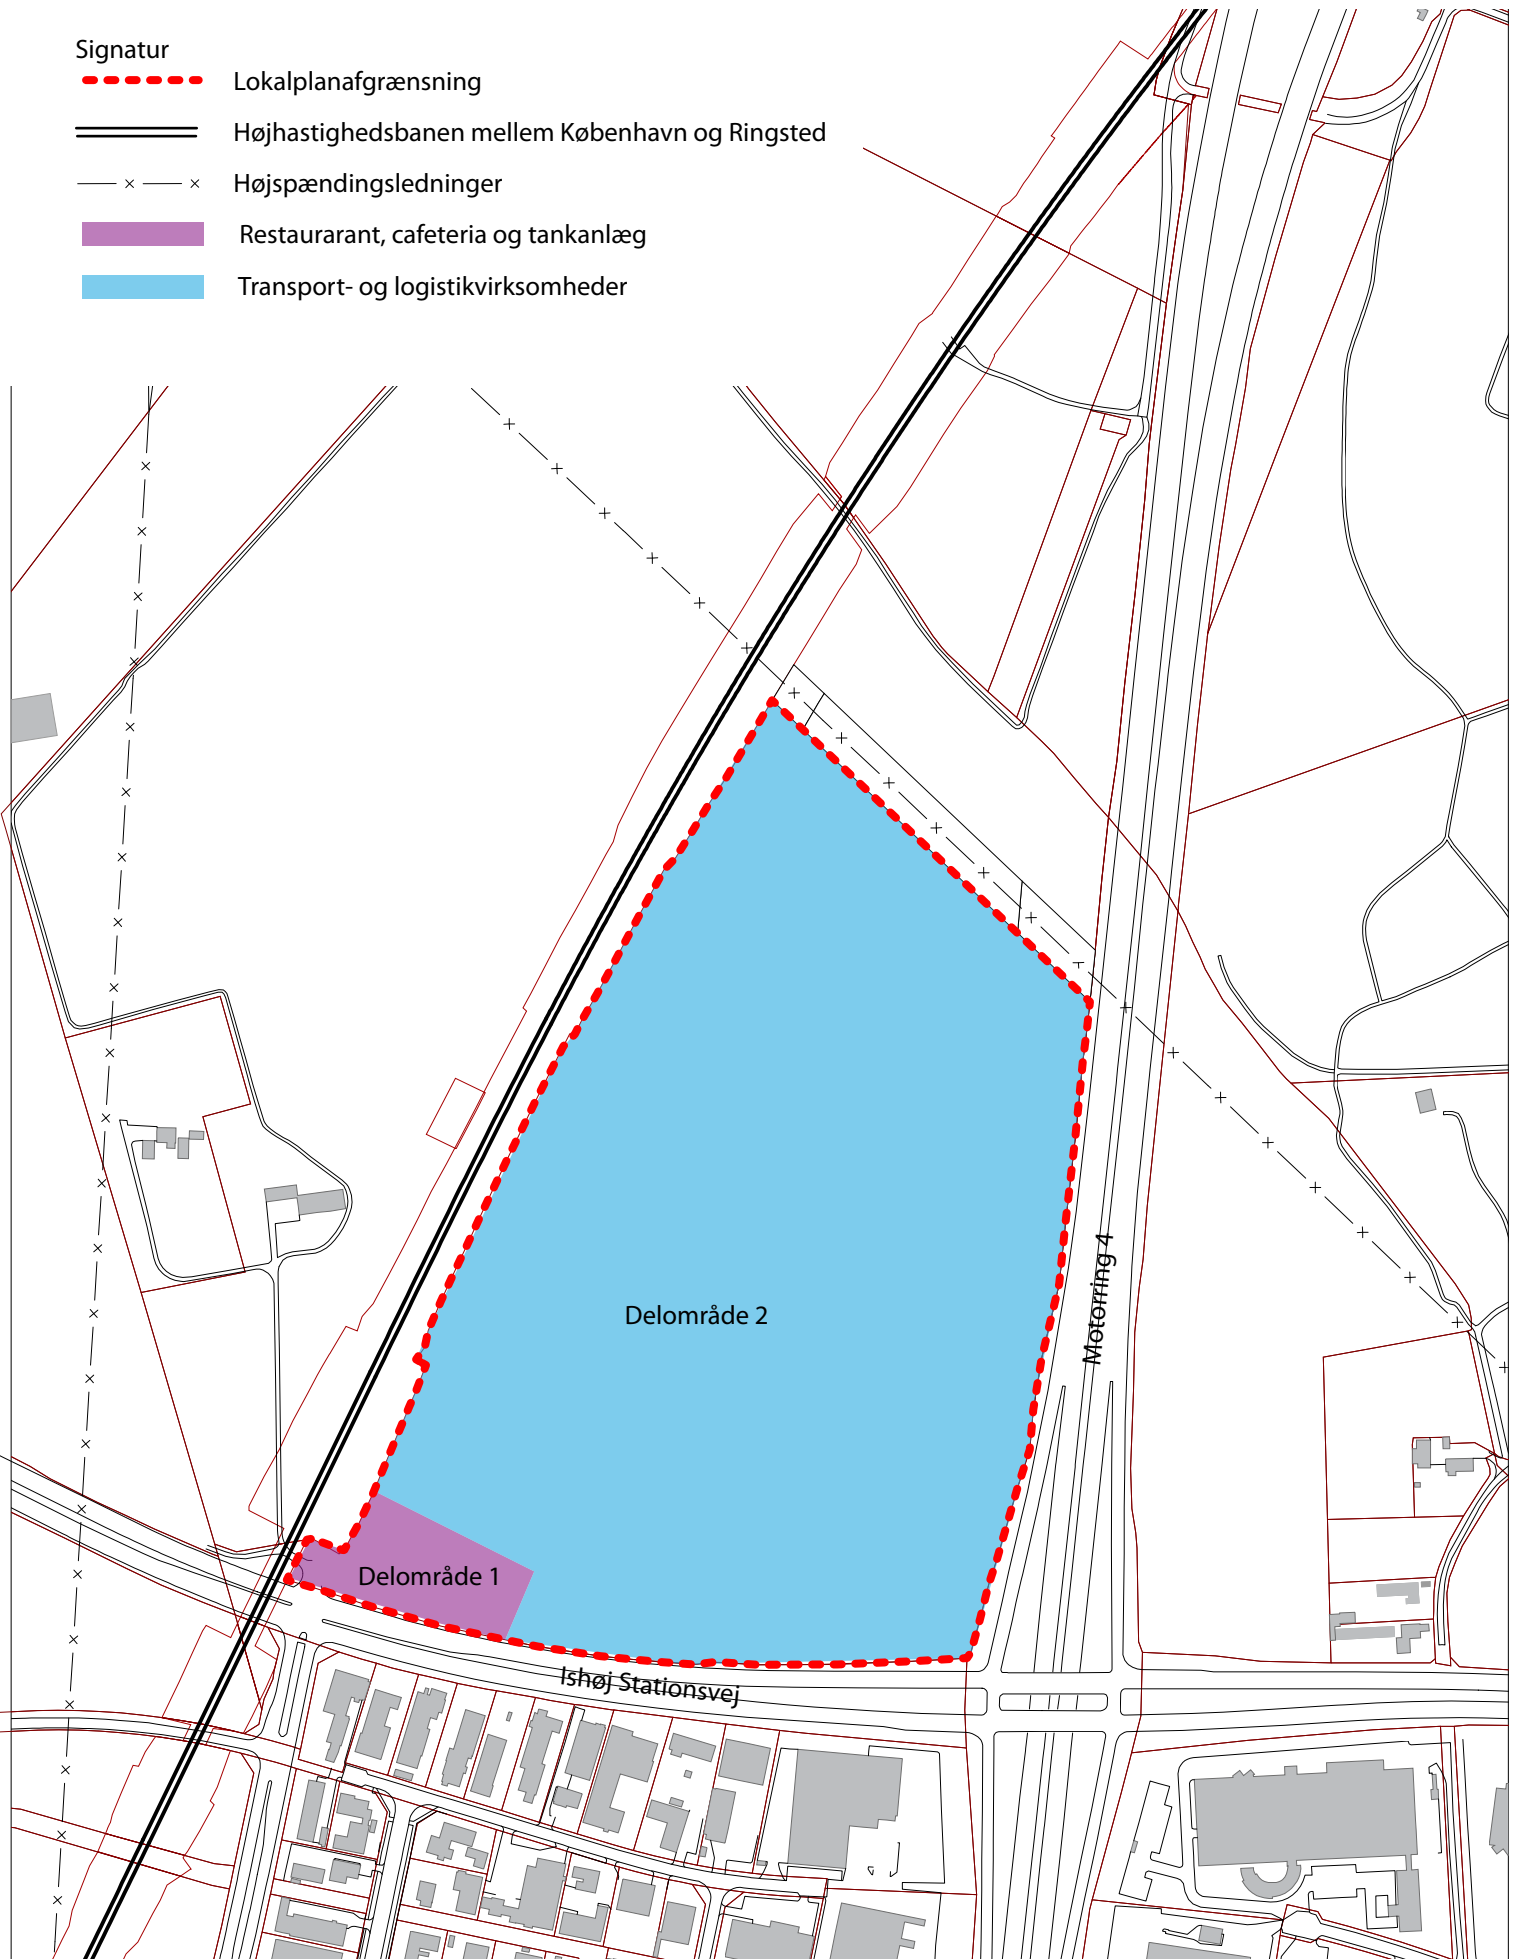 Signatur
Lokalplanafgrænsning
Højhastighedsbanen mellem København og Ringsted
Højspændingsledninger
Restaurarant, cafeteria og tankanlæg
Transport- og logistikvirksomheder
Delområde 2
Motorring 4
Delområde 1
Ishøj Stationsvej